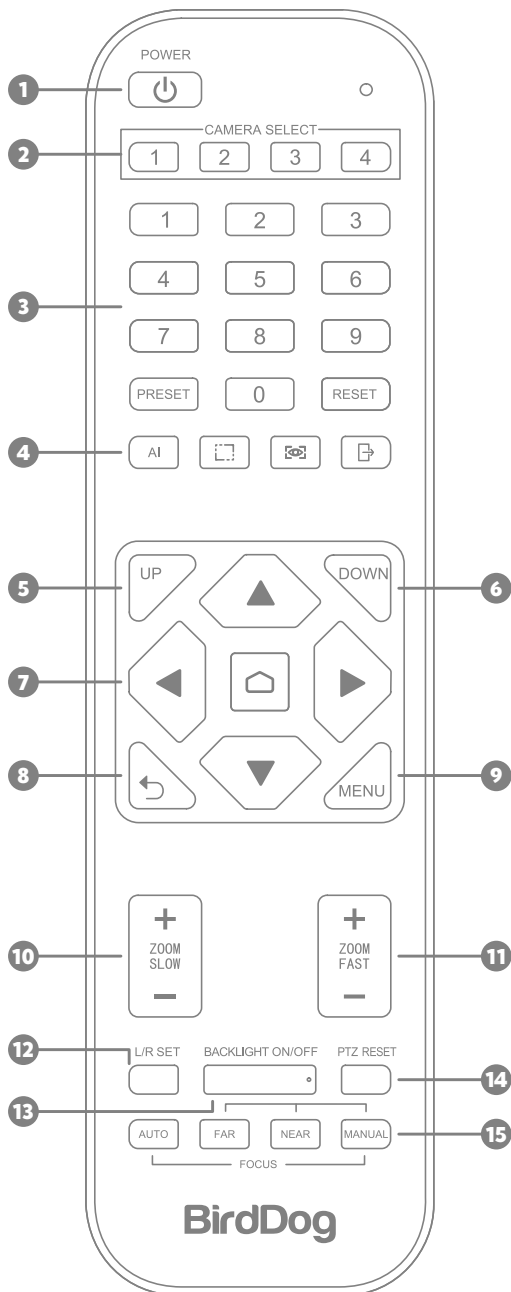 POWER
1
CAMERA SELECT
2 1 2 3 4
1 2 3
4 5 6
3
7 8 9
PRESET 0 RESET
4 AI
UP DOWN
5 6
7
8 9
MENU
+ +
10 ZOOM SLOW ZOOM FAST 11
− −
12 L/R SET BACKLIGHT ON/OFF PTZ RESET
14
13
AUTO FAR NEAR MANUAL 15
FOCUS
BirdDog